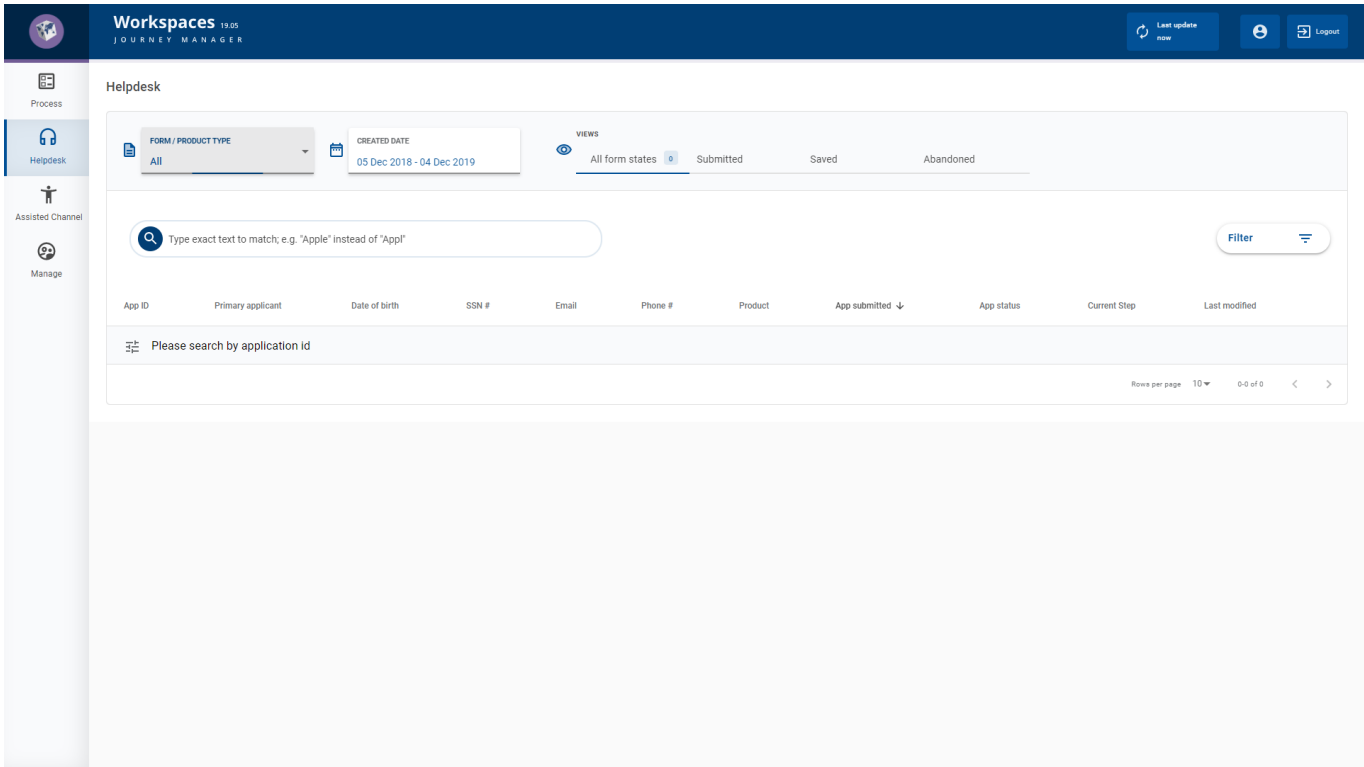 Workspaces 19.05
JOURNEY MANAGER
Last update
now
Logout
Process
Helpdesk
Assisted Channel
Manage
Helpdesk
FORM / PRODUCT TYPE
All
CREATED DATE
05 Dec 2018 - 04 Dec 2019
VIEWS
All form states 0 Submitted Saved Abandoned
Type exact text to match; e.g. "Apple" instead of "Appl"
Filter
App ID Primary applicant Date of birth SSN # Email Phone # Product App submitted App status Current Step Last modified
Please search by application id
Rows per page 10 0-0 of 0